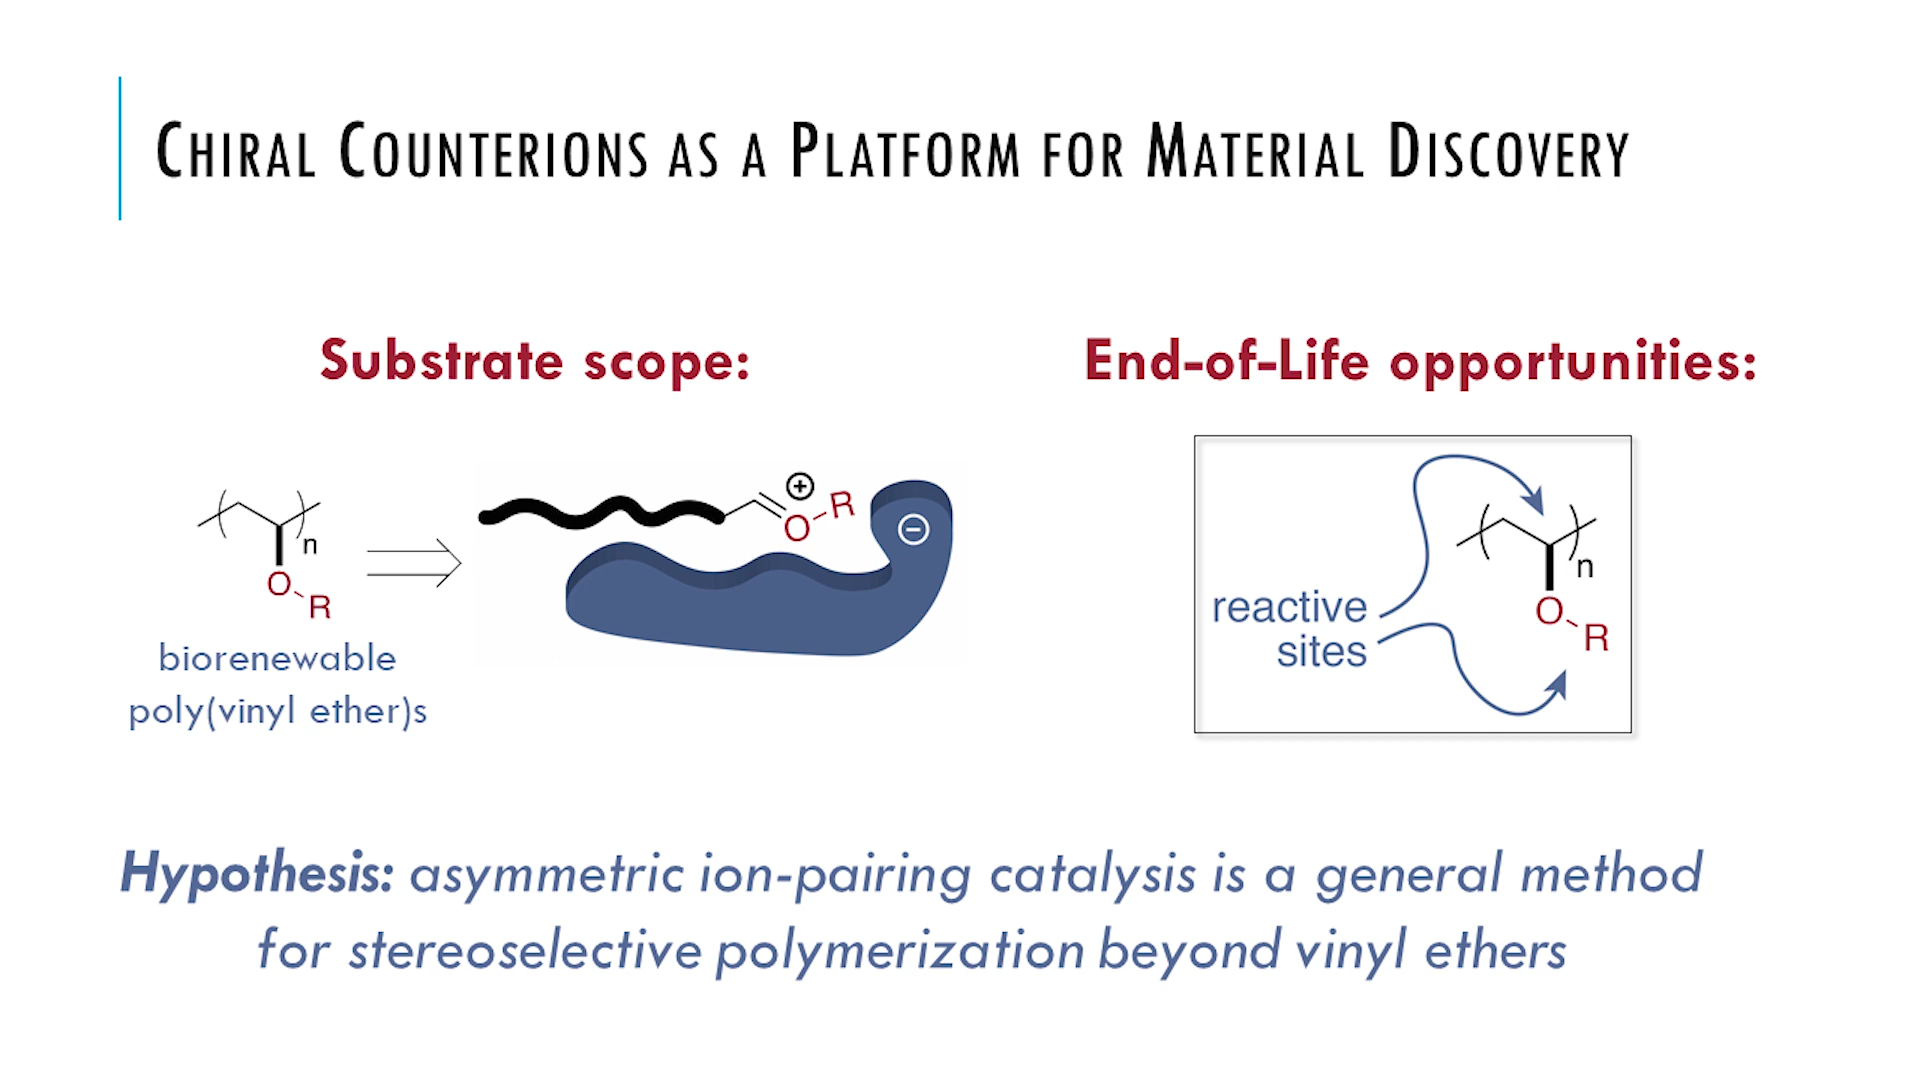 Chiral Counterions as a Platform for Material Discovery
Substrate scope:
End-of-Life opportunities:
n
O
R
biorenewable
poly(vinyl ether)s
+
O
R
−
reactive
sites
n
O
R
Hypothesis: asymmetric ion-pairing catalysis is a general method
for stereoselective polymerization beyond vinyl ethers